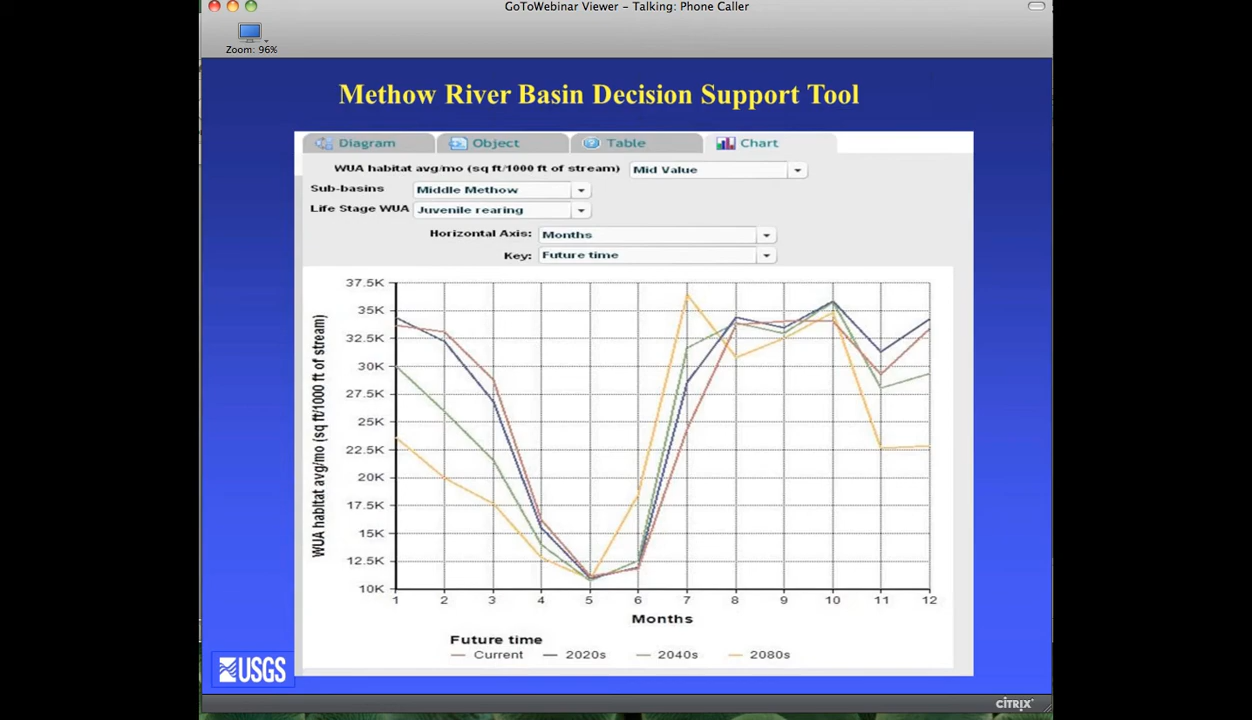 GoToWebinar Viewer – Talking: Phone Caller
Zoom: 96%
Methow River Basin Decision Support Tool
Diagram Object Table Chart
WUA habitat avg/mo (sq ft/1000 ft of stream) Mid Value
Sub-basins Middle Methow
Life Stage WUA Juvenile rearing
Horizontal Axis: Months
Key: Future time
WUA habitat avg/mo (sq ft/1000 ft of stream)
37.5K
35K
32.5K
30K
27.5K
25K
22.5K
20K
17.5K
15K
12.5K
10K
1 2 3 4 5 6 7 8 9 10 11 12
Months
Future time
Current 2020s 2040s 2080s
USGS
CITRIX